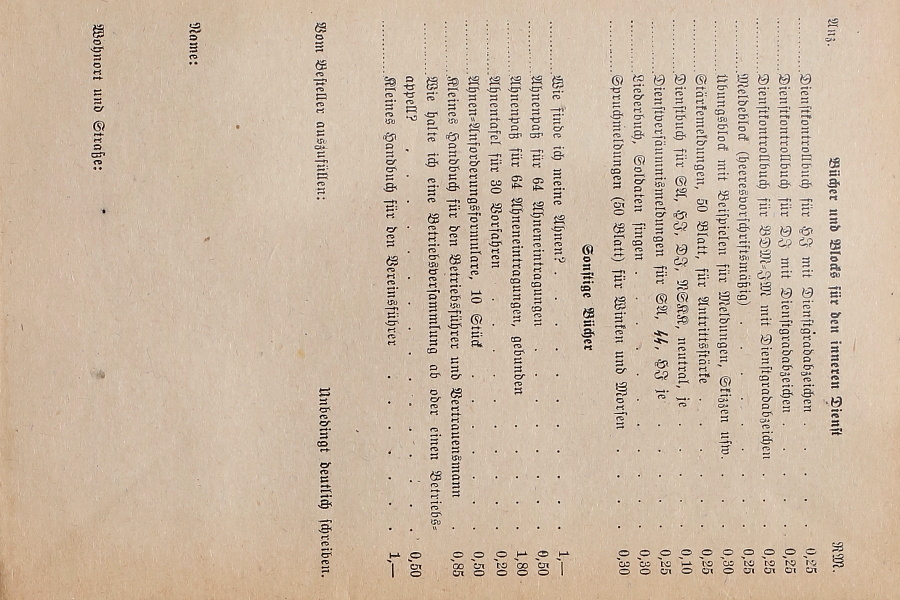 Anz. Bücher und Blocks für den inneren Dienst RM.
Dienstkontrollbuch für HJ mit Dienstgradabzeichen . . . . 0,25
Dienstkontrollbuch für DJ mit Dienstgradabzeichen . . . . 0,25
Dienstkontrollbuch für BDM=JM mit Dienstgradabzeichen . . 0,25
Meldeblock (heeresvorschriftsmäßig) . . . . . . 0,25
Übungsblock mit Beispielen für Meldungen, Skizzen usw. . . 0,30
Stärkemeldungen, 50 Blatt, für Antrittsstärke . . . . 0,25
Dienstbuch für SA, HJ, DJ, NSKK, neutral, je . . . . 0,10
Dienstversäumnismeldungen für SA, ϟϟ, HJ je . . . . 0,25
Liederbuch, Soldaten singen . . . . . . . 0,30
Spruchmeldungen (50 Blatt) für Winken und Morsen . . . 0,30
Sonstige Bücher
Wie finde ich meine Ahnen? . . . . . . . 1,—
Ahnenpaß für 64 Ahneneintragungen . . . . . 0,50
Ahnenpaß für 64 Ahneneintragungen, gebunden . . . . 1,80
Ahnentafel für 30 Vorfahren . . . . . . . 0,20
Ahnen=Anforderungsformulare, 10 Stück . . . . . 0,50
Kleines Handbuch für den Betriebsführer und Vertrauensmann . 0,85
Wie halte ich eine Betriebsversammlung ab oder einen Betriebs=
appell? . . . . . . . . . 0,50
Kleines Handbuch für den Vereinsführer . . . . . 1,—
Vom Besteller auszufüllen: Unbedingt deutlich schreiben.
Name:
Wohnort und Straße: